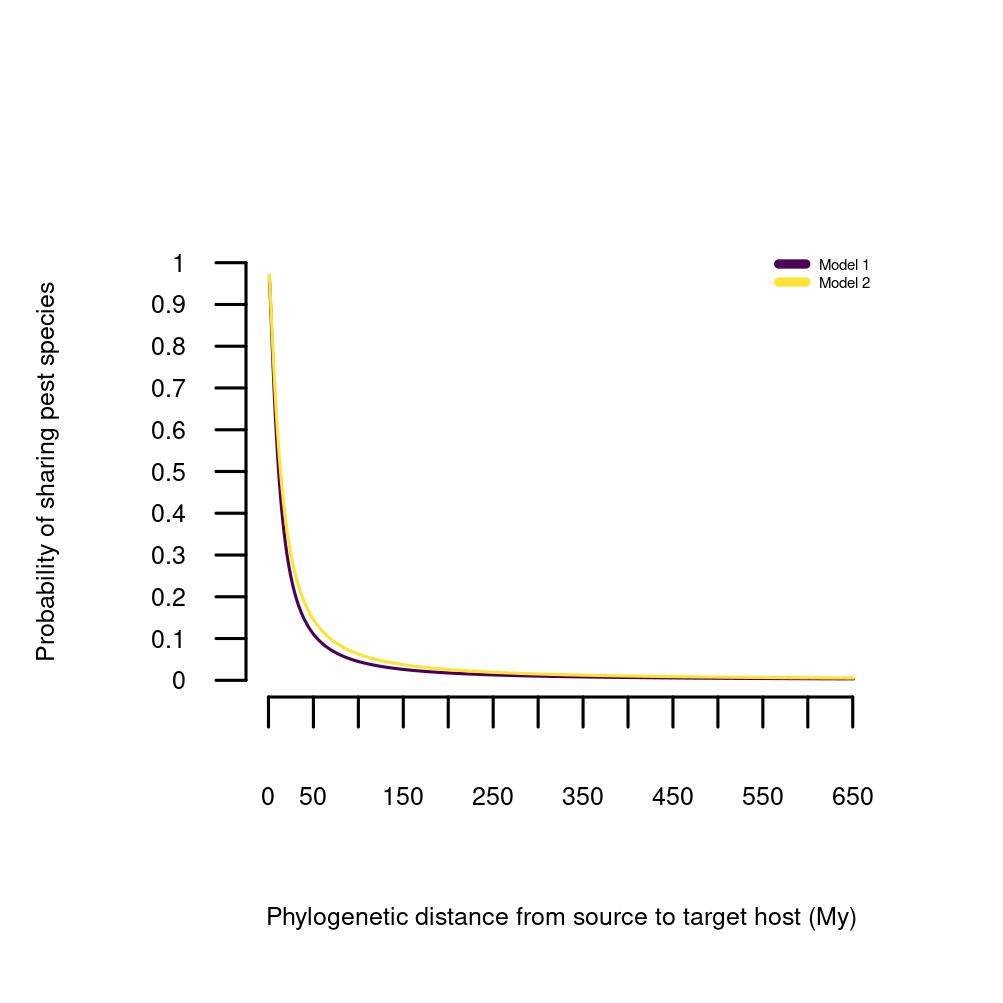 Model 1
Model 2
Probability of sharing pest species
1
0.9
0.8
0.7
0.6
0.5
0.4
0.3
0.2
0.1
0
0 50 150 250 350 450 550 650
Phylogenetic distance from source to target host (My)